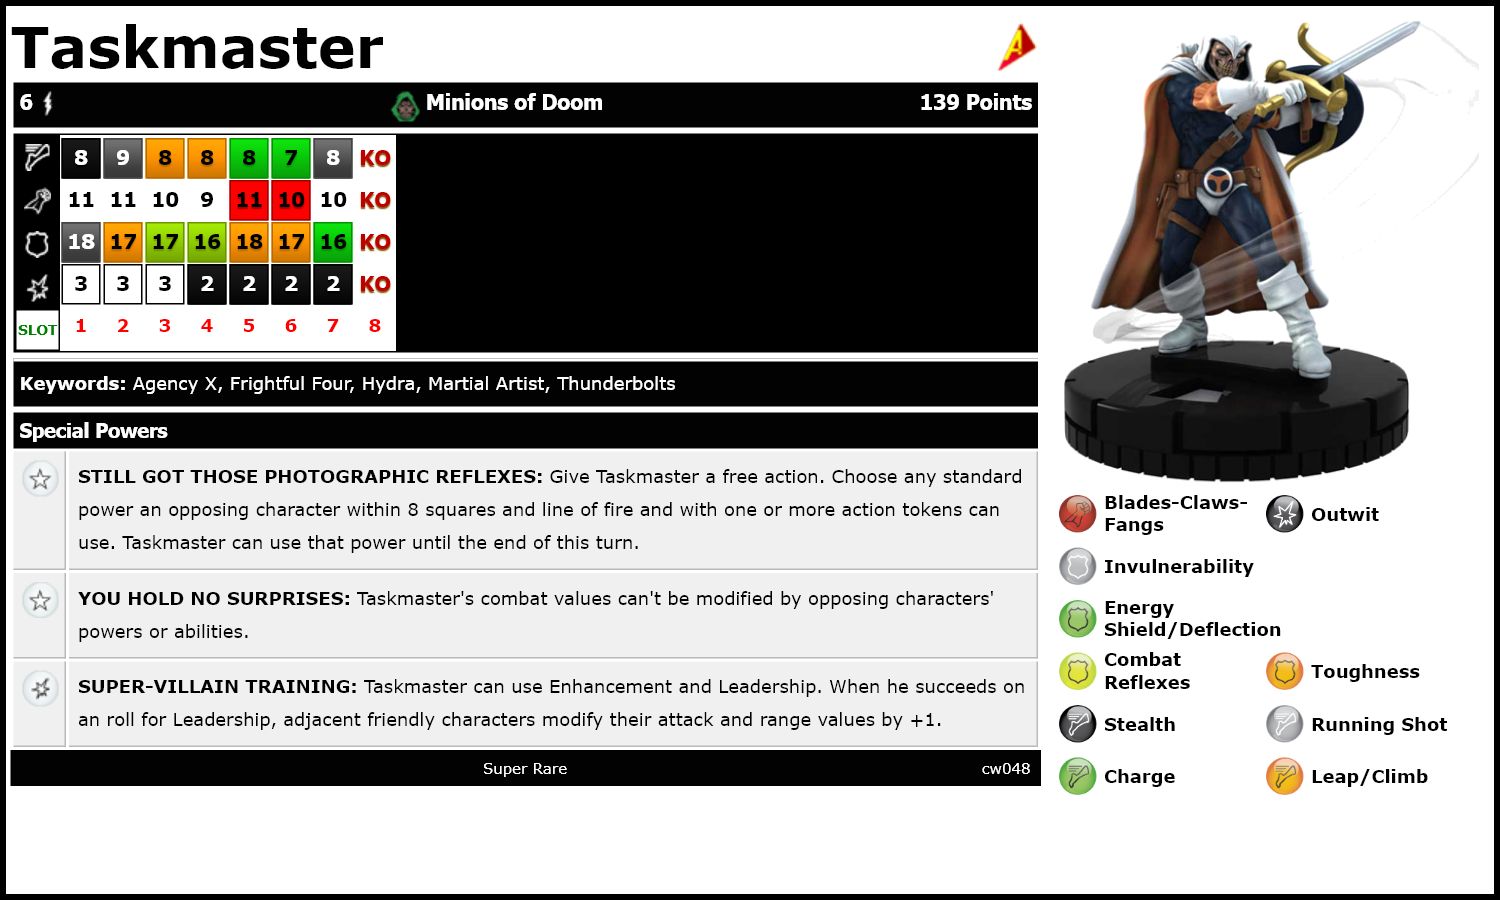 Taskmaster
A
6 Minions of Doom 139 Points
8 9 8 8 8 7 8 KO
11 11 10 9 11 10 10 KO
18 17 17 16 18 17 16 KO
3 3 3 2 2 2 2 KO
SLOT 1 2 3 4 5 6 7 8
Keywords: Agency X, Frightful Four, Hydra, Martial Artist, Thunderbolts
Special Powers
STILL GOT THOSE PHOTOGRAPHIC REFLEXES: Give Taskmaster a free action. Choose any standard
power an opposing character within 8 squares and line of fire and with one or more action tokens can
use. Taskmaster can use that power until the end of this turn.
YOU HOLD NO SURPRISES: Taskmaster's combat values can't be modified by opposing characters'
powers or abilities.
SUPER-VILLAIN TRAINING: Taskmaster can use Enhancement and Leadership. When he succeeds on
an roll for Leadership, adjacent friendly characters modify their attack and range values by +1.
Super Rare cw048
Blades-Claws-
Fangs
Outwit
Invulnerability
Energy
Shield/Deflection
Combat
Reflexes
Toughness
Stealth
Running Shot
Charge
Leap/Climb